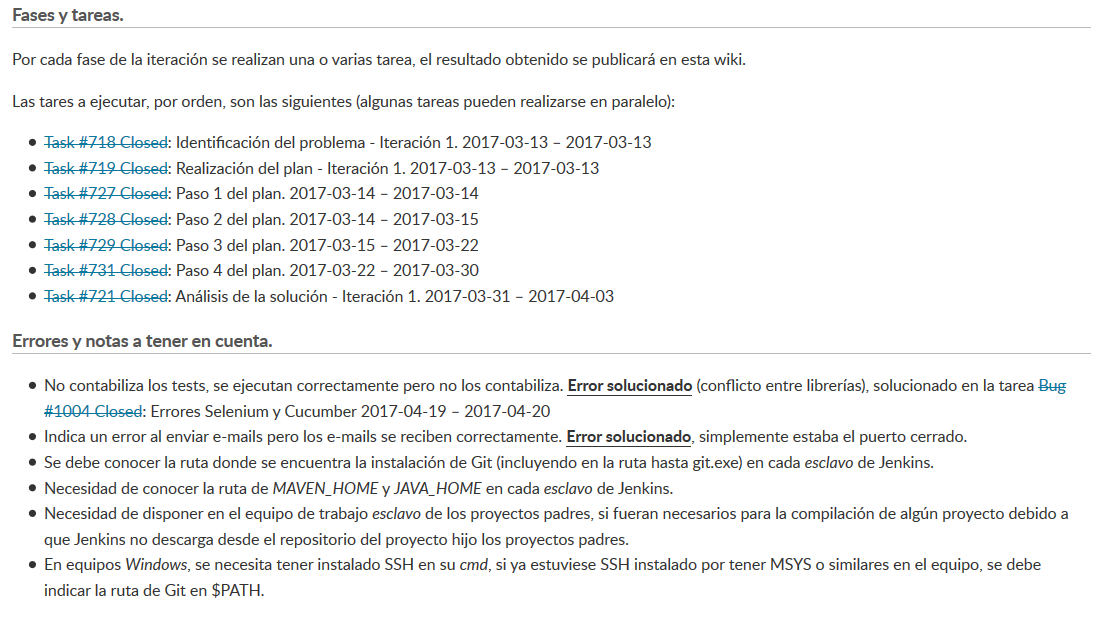 Fases y tareas.
Por cada fase de la iteración se realizan una o varias tarea, el resultado obtenido se publicará en esta wiki.
Las tares a ejecutar, por orden, son las siguientes (algunas tareas pueden realizarse en paralelo):
• Task #718 Closed: Identificación del problema - Iteración 1. 2017-03-13 – 2017-03-13
• Task #719 Closed: Realización del plan - Iteración 1. 2017-03-13 – 2017-03-13
• Task #727 Closed: Paso 1 del plan. 2017-03-14 – 2017-03-14
• Task #728 Closed: Paso 2 del plan. 2017-03-14 – 2017-03-15
• Task #729 Closed: Paso 3 del plan. 2017-03-15 – 2017-03-22
• Task #731 Closed: Paso 4 del plan. 2017-03-22 – 2017-03-30
• Task #721 Closed: Análisis de la solución - Iteración 1. 2017-03-31 – 2017-04-03
Errores y notas a tener en cuenta.
• No contabiliza los tests, se ejecutan correctamente pero no los contabiliza. Error solucionado (conflicto entre librerías), solucionado en la tarea Bug
#1004 Closed: Errores Selenium y Cucumber 2017-04-19 – 2017-04-20
• Indica un error al enviar e-mails pero los e-mails se reciben correctamente. Error solucionado, simplemente estaba el puerto cerrado.
• Se debe conocer la ruta donde se encuentra la instalación de Git (incluyendo en la ruta hasta git.exe) en cada esclavo de Jenkins.
• Necesidad de conocer la ruta de MAVEN_HOME y JAVA_HOME en cada esclavo de Jenkins.
• Necesidad de disponer en el equipo de trabajo esclavo de los proyectos padres, si fueran necesarios para la compilación de algún proyecto debido a
que Jenkins no descarga desde el repositorio del proyecto hijo los proyectos padres.
• En equipos Windows, se necesita tener instalado SSH en su cmd, si ya estuviese SSH instalado por tener MSYS o similares en el equipo, se debe
indicar la ruta de Git en $PATH.